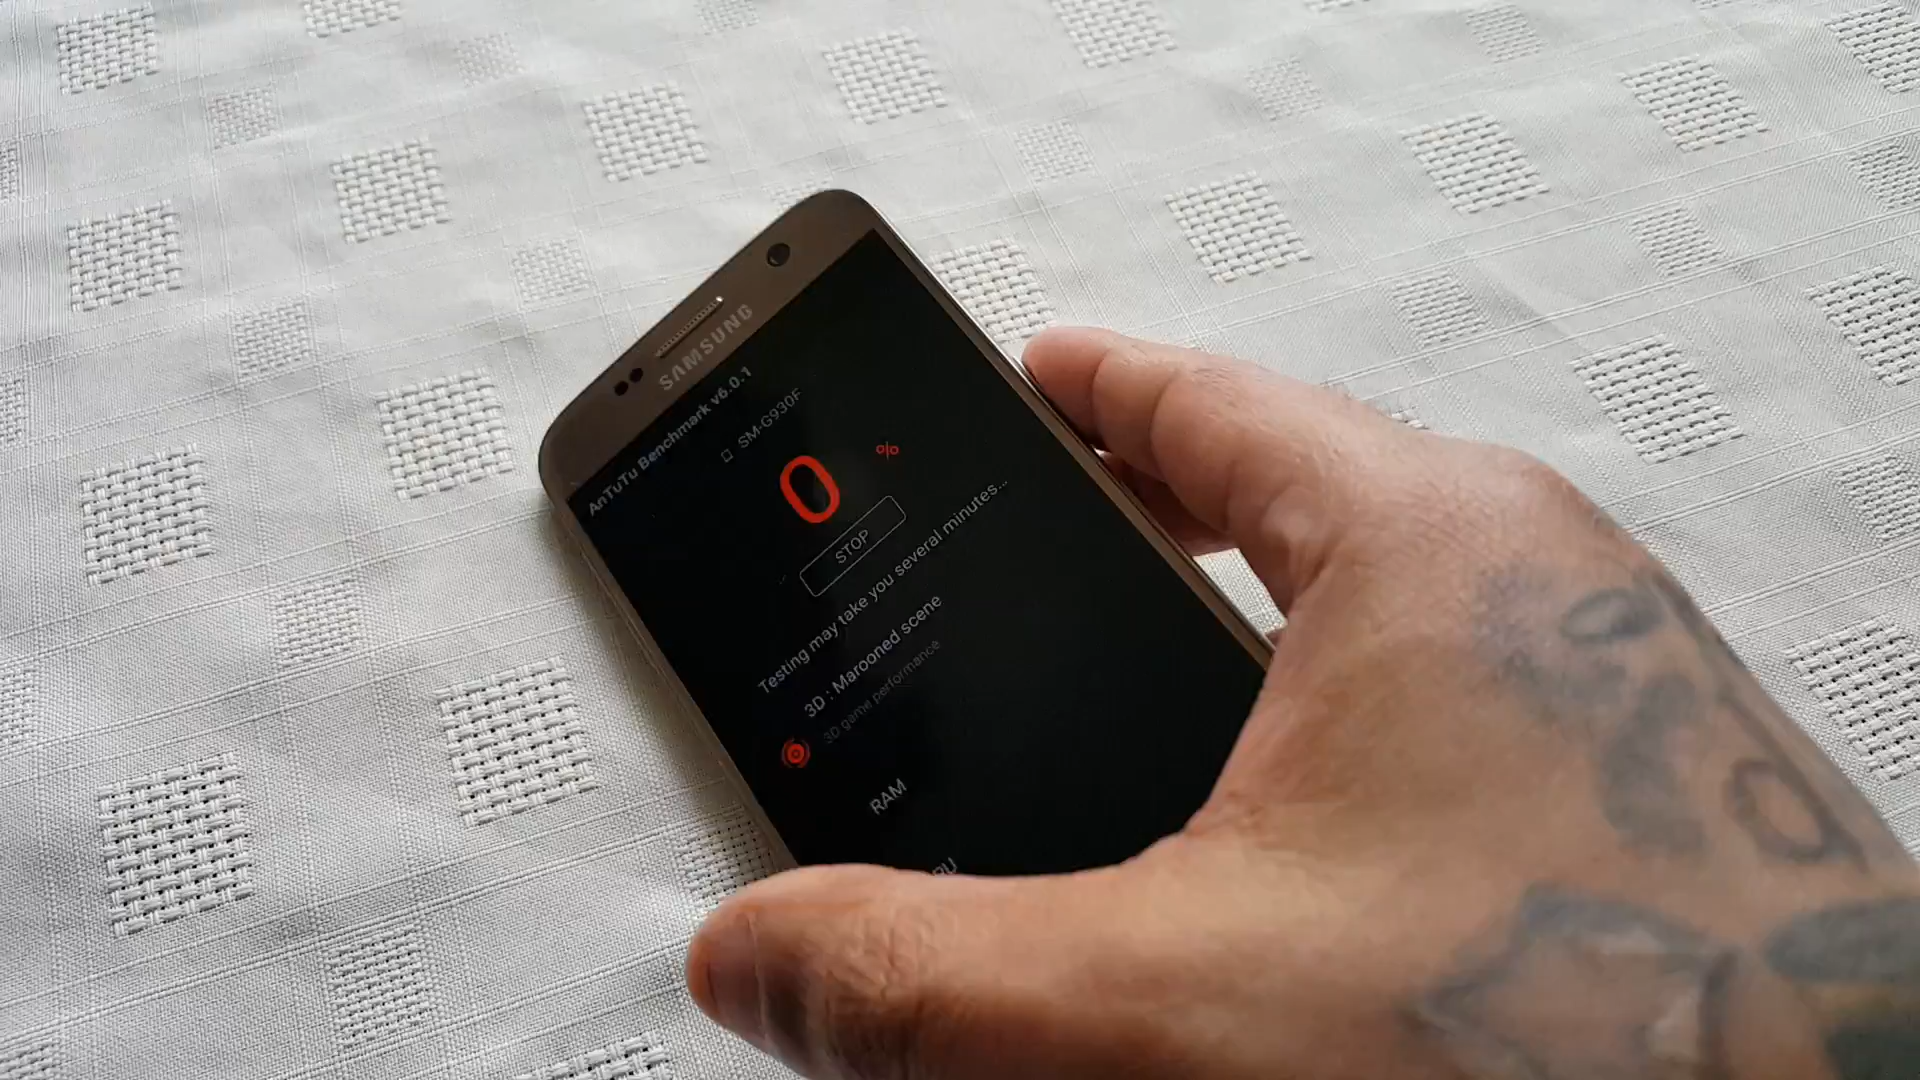 SAMSUNG
AnTuTu Benchmark v6.0.1
SM-G930F
0 %
STOP
Testing may take you several minutes...
3D : Marooned scene
3D game performance
RAM